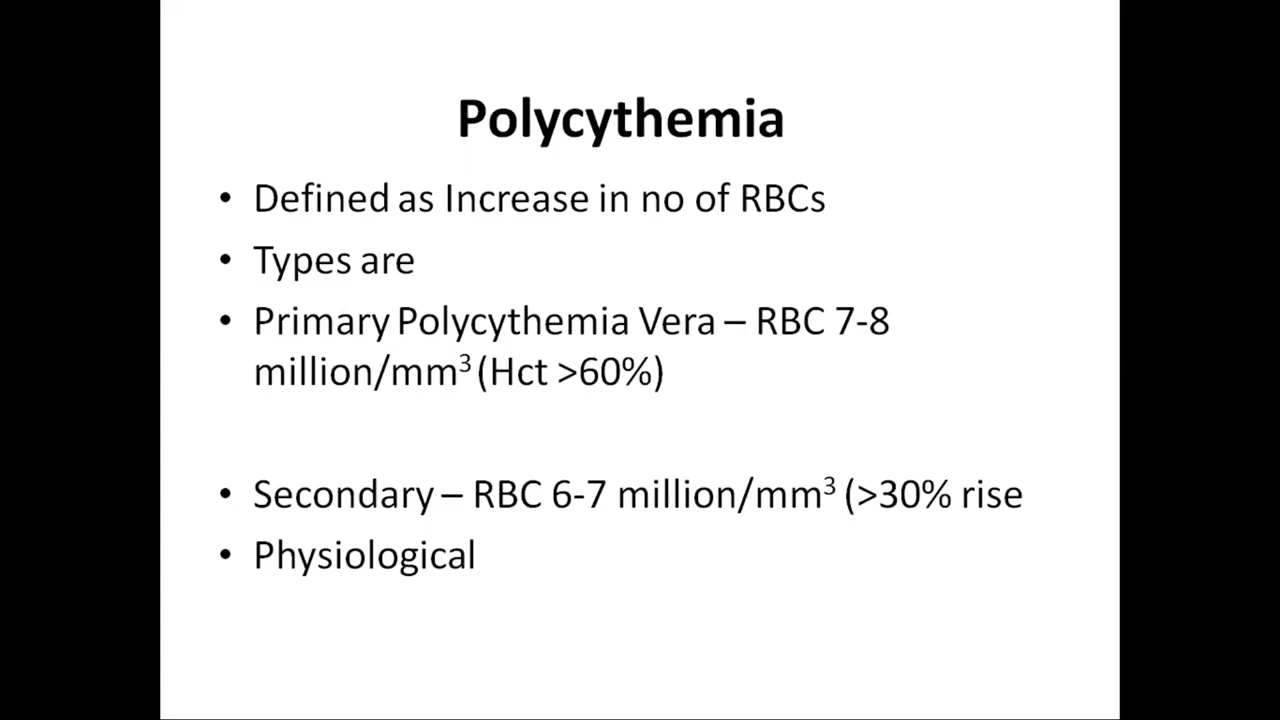 Polycythemia
• Defined as Increase in no of RBCs
• Types are
• Primary Polycythemia Vera – RBC 7-8
million/mm³ (Hct >60%)
• Secondary – RBC 6-7 million/mm³ (>30% rise
• Physiological